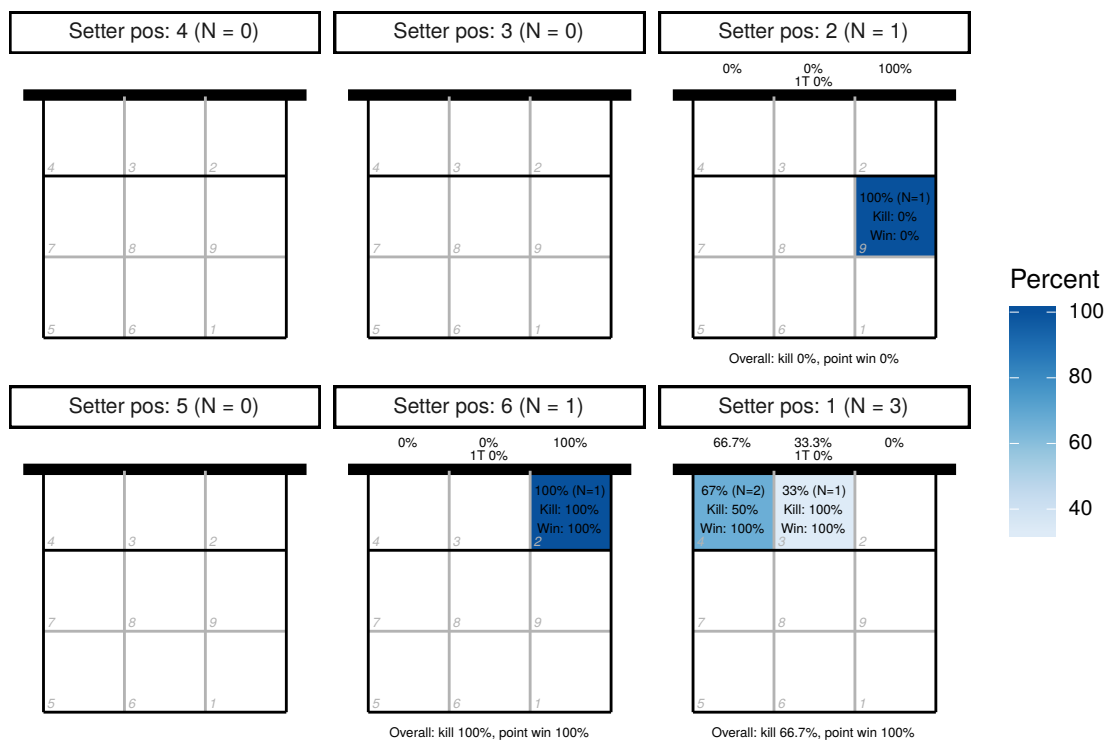 Setter pos: 4 (N = 0)
Setter pos: 3 (N = 0)
Setter pos: 2 (N = 1)
0%
0%
100%
1T 0%
4
3
2
4
3
2
4
3
2
100% (N=1)
Kill: 0%
Win: 0%
7
8
9
7
8
9
7
8
9
5
6
1
5
6
1
5
6
1
Overall: kill 0%, point win 0%
Percent
100
80
60
40
Setter pos: 5 (N = 0)
Setter pos: 6 (N = 1)
Setter pos: 1 (N = 3)
0%
0%
100%
1T 0%
66.7%
33.3%
0%
1T 0%
100% (N=1)
Kill: 100%
Win: 100%
67% (N=2)
Kill: 50%
Win: 100%
33% (N=1)
Kill: 100%
Win: 100%
4
3
2
4
3
2
4
3
2
7
8
9
7
8
9
7
8
9
5
6
1
5
6
1
5
6
1
Overall: kill 100%, point win 100%
Overall: kill 66.7%, point win 100%